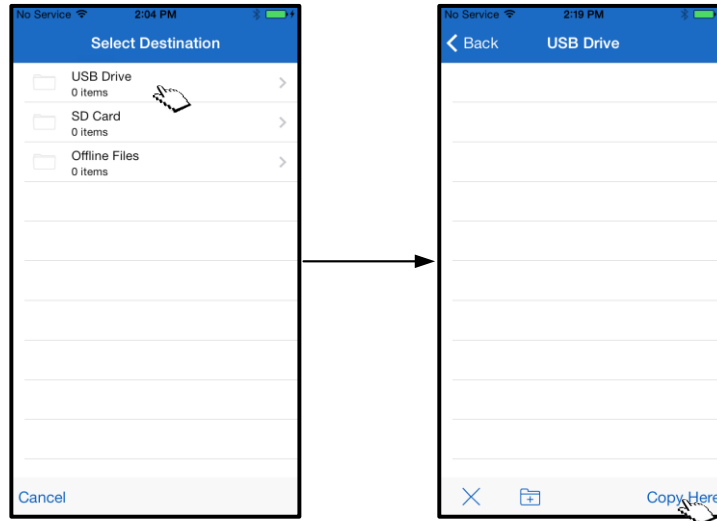 No Service 2:04 PM
Select Destination
USB Drive
0 items
SD Card
0 items
Offline Files
0 items
Cancel
No Service 2:19 PM
Back USB Drive
Copy Here